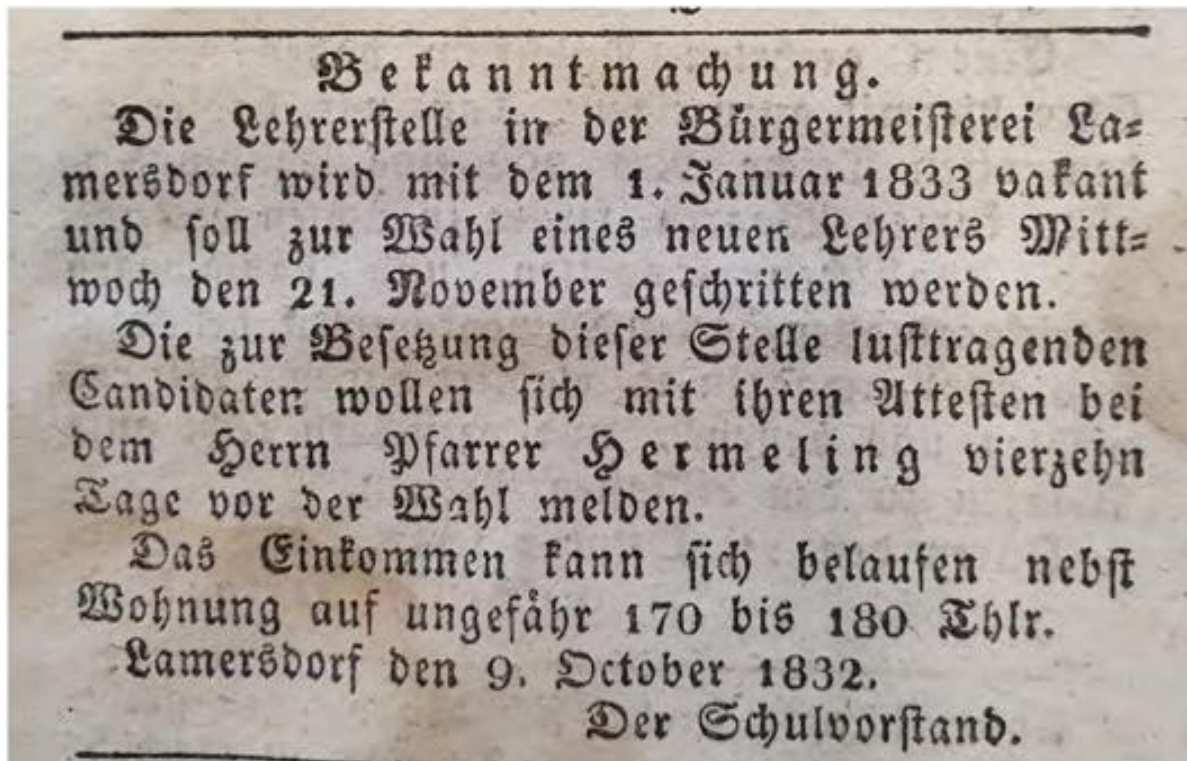 Bekanntmachung.
Die Lehrerstelle in der Bürgermeisterei La⸗
mersdorf wird mit dem 1. Januar 1833 vakant
und soll zur Wahl eines neuen Lehrers Mitt⸗
woch den 21. November geschritten werden.
Die zur Besetzung dieser Stelle lusttragenden
Candidaten wollen sich mit ihren Attesten bei
dem Herrn Pfarrer Hermeling vierzehn
Tage vor der Wahl melden.
Das Einkommen kann sich belaufen nebst
Wohnung auf ungefähr 170 bis 180 Thlr.
Lamersdorf den 9. October 1832.
Der Schulvorstand.